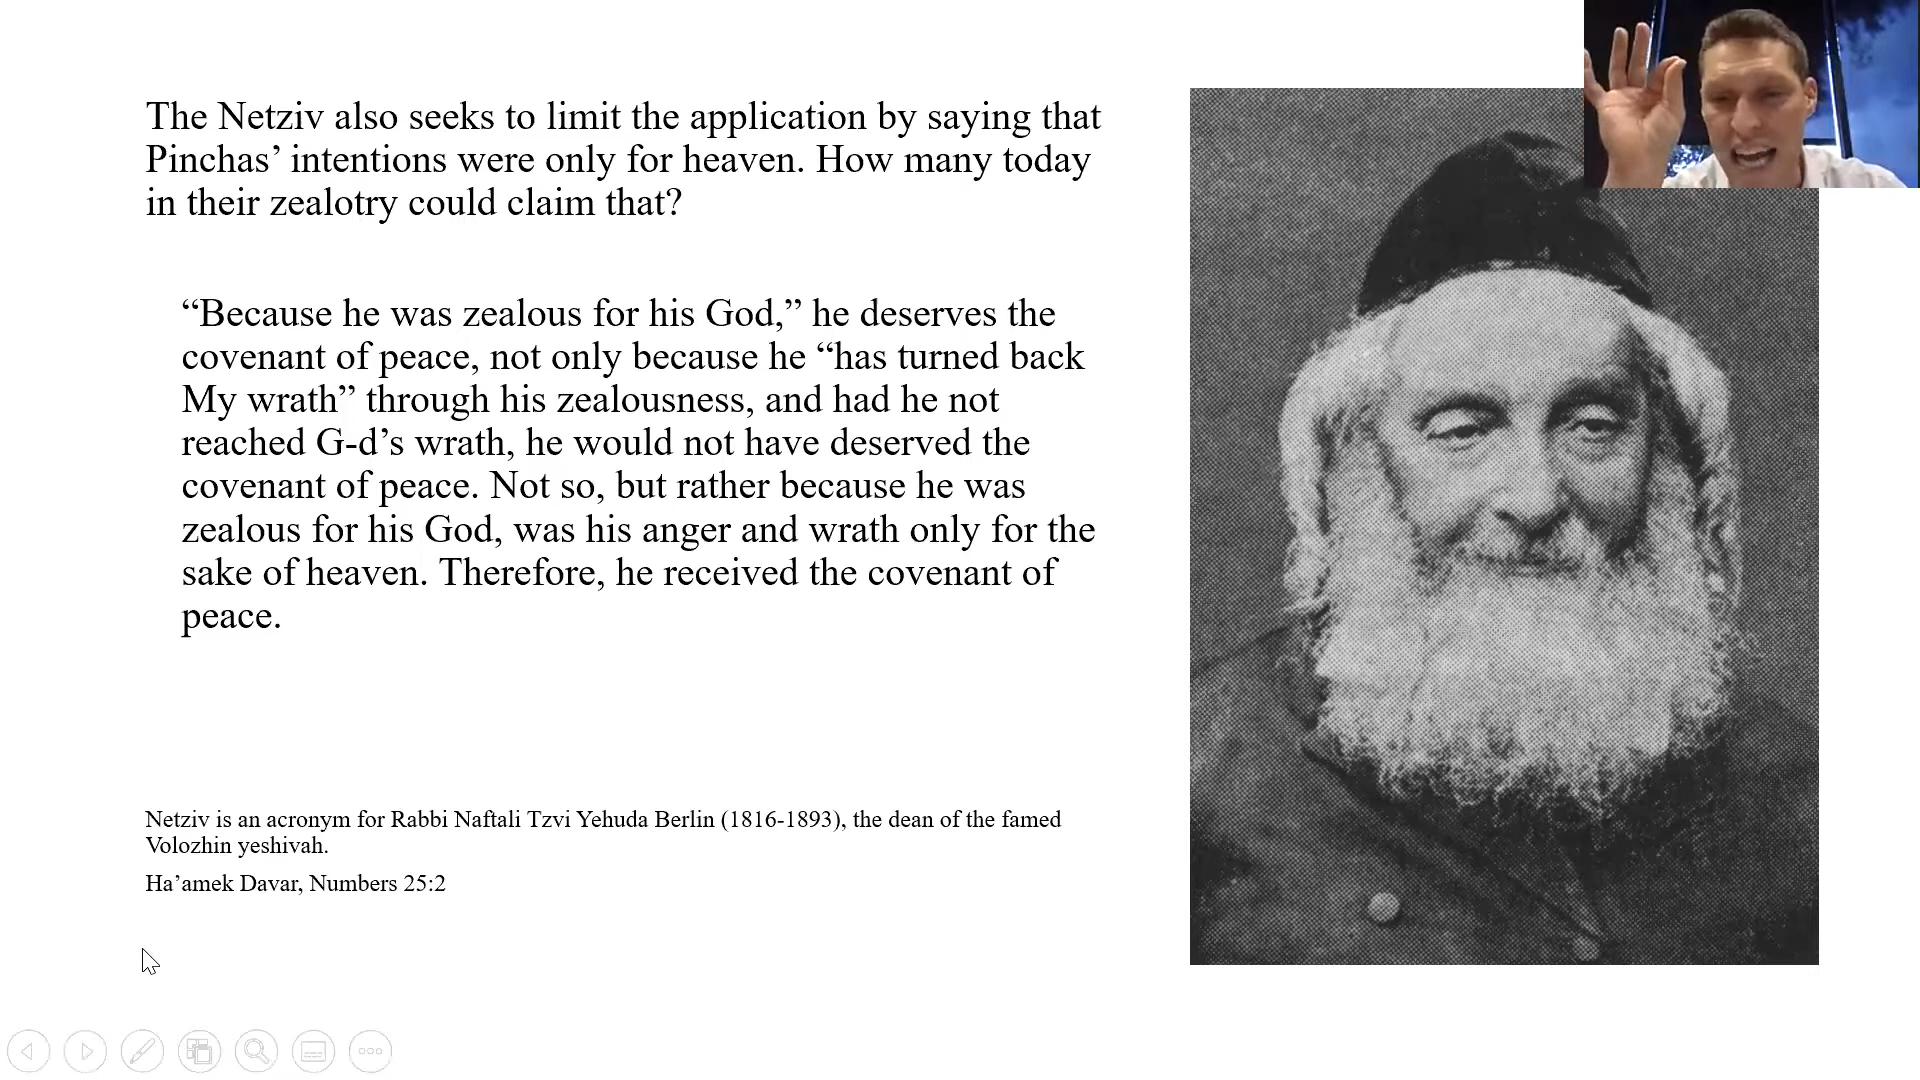 The Netziv also seeks to limit the application by saying that
Pinchas’ intentions were only for heaven. How many today
in their zealotry could claim that?
“Because he was zealous for his God,” he deserves the
covenant of peace, not only because he “has turned back
My wrath” through his zealousness, and had he not
reached G-d’s wrath, he would not have deserved the
covenant of peace. Not so, but rather because he was
zealous for his God, was his anger and wrath only for the
sake of heaven. Therefore, he received the covenant of
peace.
Netziv is an acronym for Rabbi Naftali Tzvi Yehuda Berlin (1816-1893), the dean of the famed
Volozhin yeshivah.
Ha’amek Davar, Numbers 25:2